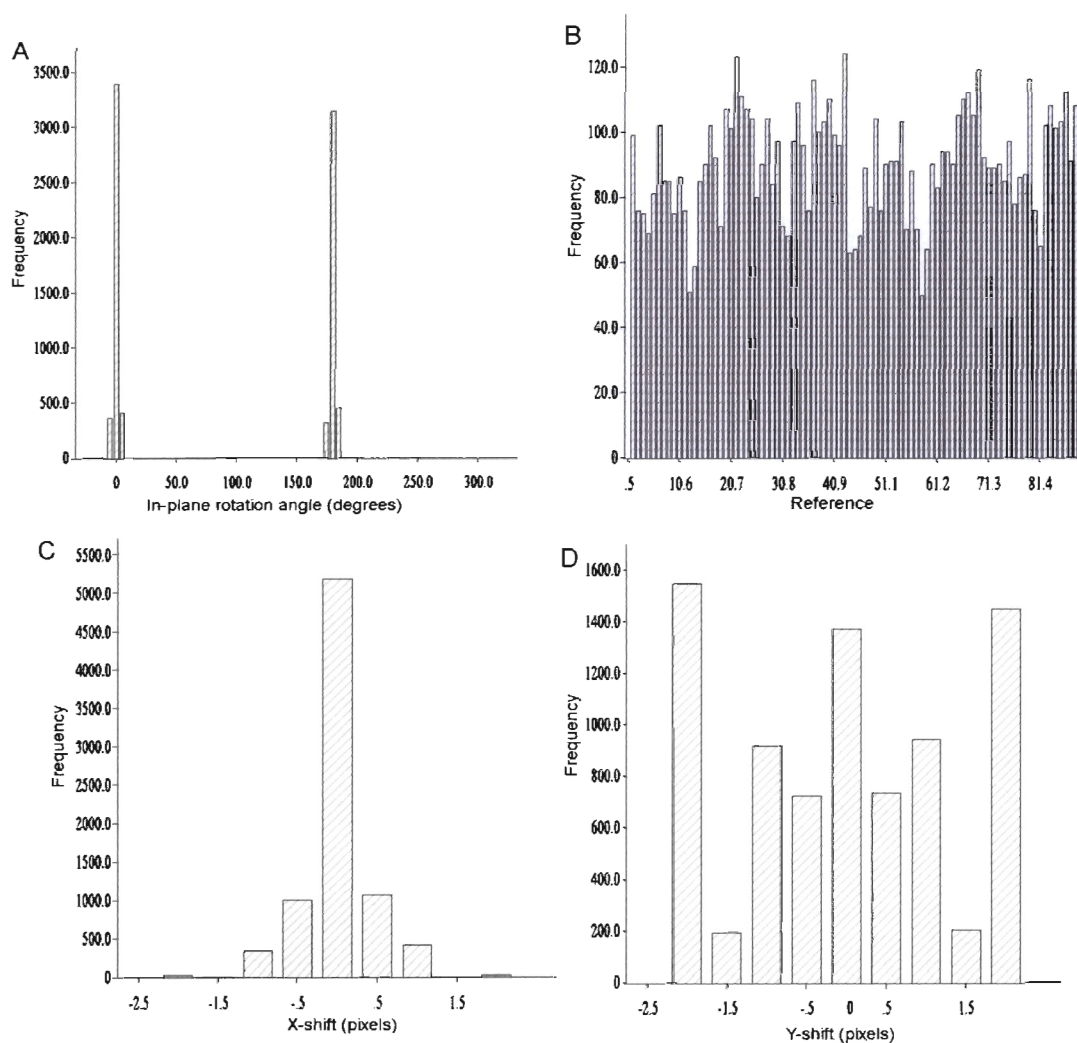 A
3500.0
3000.0
2500.0
2000.0
1500.0
1000.0
500.0
0
Frequency
0 50.0 100.0 150.0 200.0 250.0 300.0
In-plane rotation angle (degrees)
B
120.0
100.0
80.0
60.0
40.0
20.0
0.0
Frequency
.5 10.6 20.7 30.8 40.9 51.1 61.2 71.3 81.4
Reference
C
5500.0
5000.0
4500.0
4000.0
3500.0
3000.0
2500.0
2000.0
1500.0
1000.0
500.0
0
Frequency
-2.5 -1.5 -.5 .5 1.5
X-shift (pixels)
D
1600.0
1400.0
1200.0
1000.0
800.0
600.0
400.0
200.0
0
Frequency
-2.5 -1.5 -.5 0 .5 1.5
Y-shift (pixels)